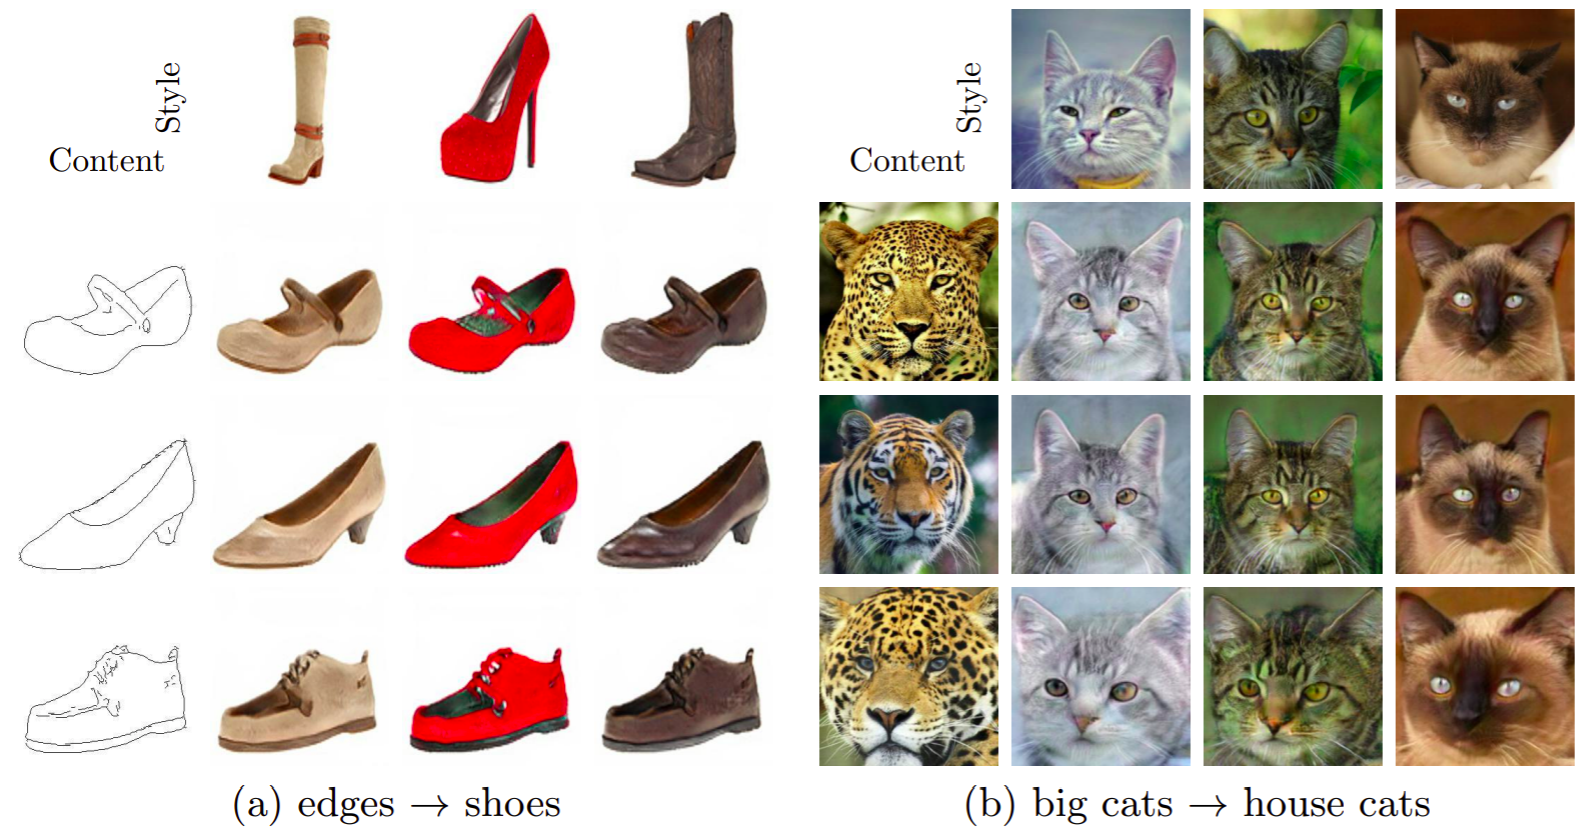 Style
Content
Style
Content
(a) edges → shoes
(b) big cats → house cats